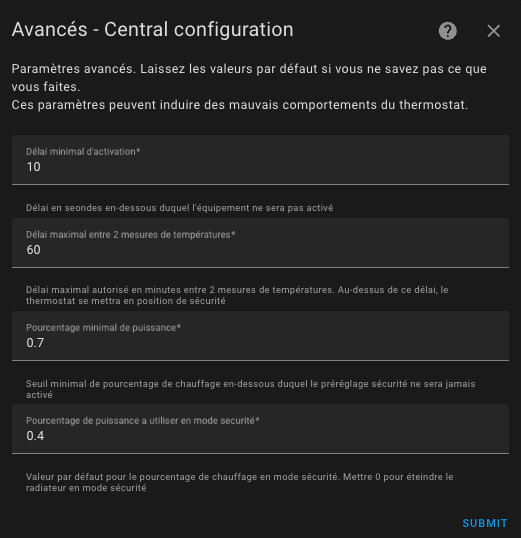 Avancés - Central configuration
Paramètres avancés. Laissez les valeurs par défaut si vous ne savez pas ce que
vous faites.
Ces paramètres peuvent induire des mauvais comportements du thermostat.
Délai minimal d'activation*
10
Délai en seondes en-dessous duquel l'équipement ne sera pas activé
Délai maximal entre 2 mesures de températures*
60
Délai maximal autorisé en minutes entre 2 mesures de températures. Au-dessus de ce délai, le
thermostat se mettra en position de sécurité
Pourcentage minimal de puissance*
0.7
Seuil minimal de pourcentage de chauffage en-dessous duquel le préréglage sécurité ne sera jamais
activé
Pourcentage de puissance a utiliser en mode securité*
0.4
Valeur par défaut pour le pourcentage de chauffage en mode sécurité. Mettre 0 pour éteindre le
radiateur en mode sécurité
SUBMIT